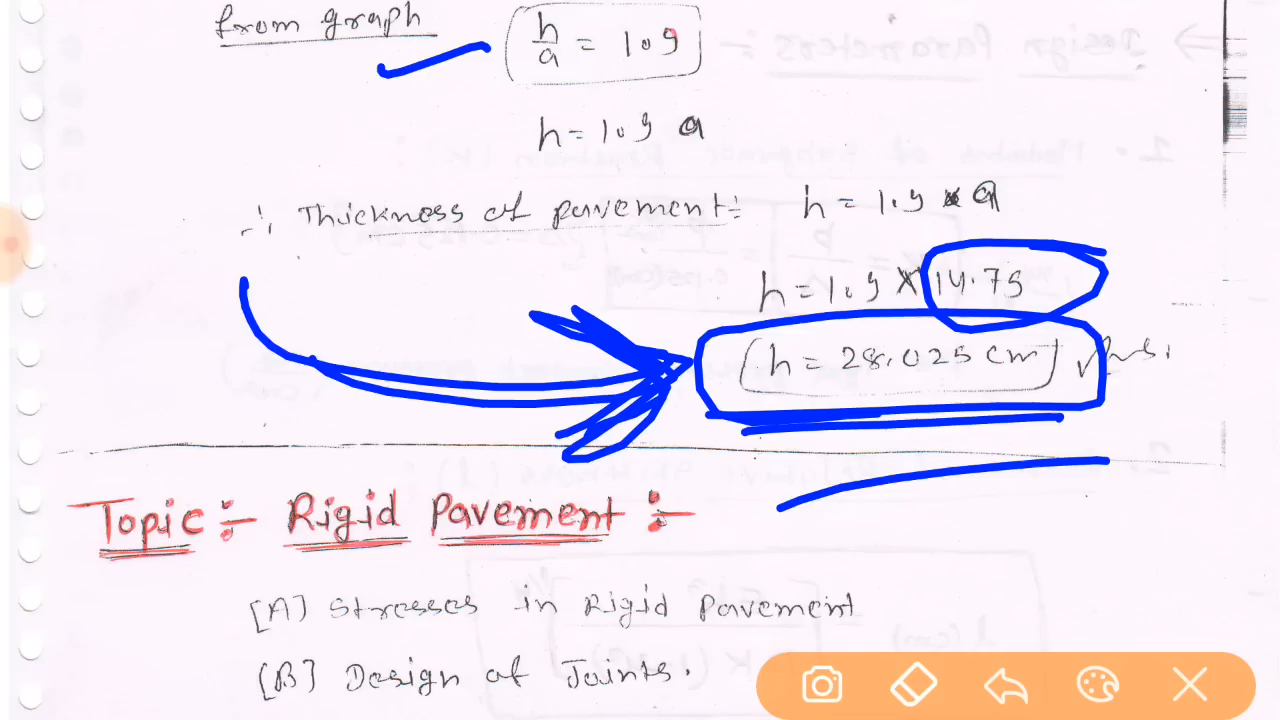 from graph h/a = 1.9
h = 1.9 a
∴ Thickness of pavement:- h = 1.9 × a
h = 1.9 × 14.75
h = 28.025 cm Ans.
Topic :- Rigid Pavement :-
[A] Stresses in Rigid Pavement
[B] Design of Joints.